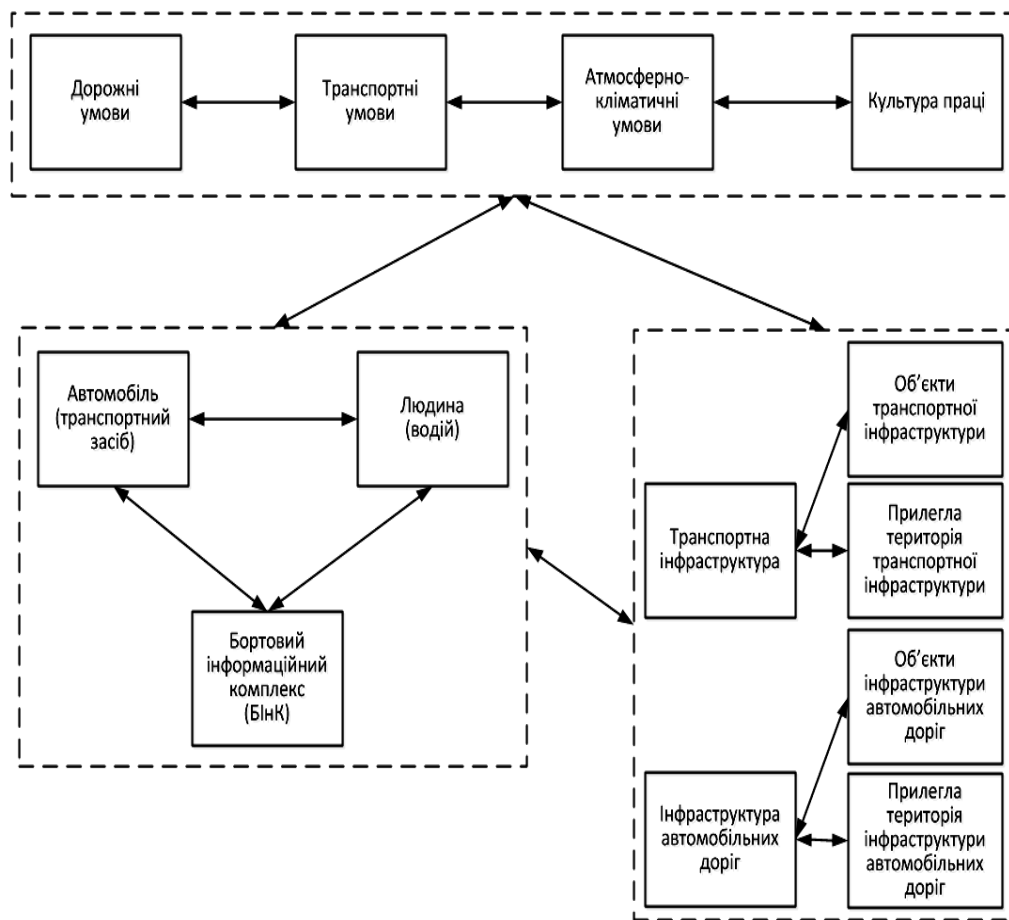 Дорожні
умови
Транспортні
умови
Атмосферно-
кліматичні
умови
Культура праці
Автомобіль
(транспортний
засіб)
Людина
(водій)
Бортовий
інформаційний
комплекс
(БІнК)
Об’єкти
транспортної
інфраструктури
Транспортна
інфраструктура
Прилегла
територія
транспортної
інфраструктури
Об’єкти
інфраструктури
автомобільних
доріг
Інфраструктура
автомобільних
доріг
Прилегла
територія
інфраструктури
автомобільних
доріг